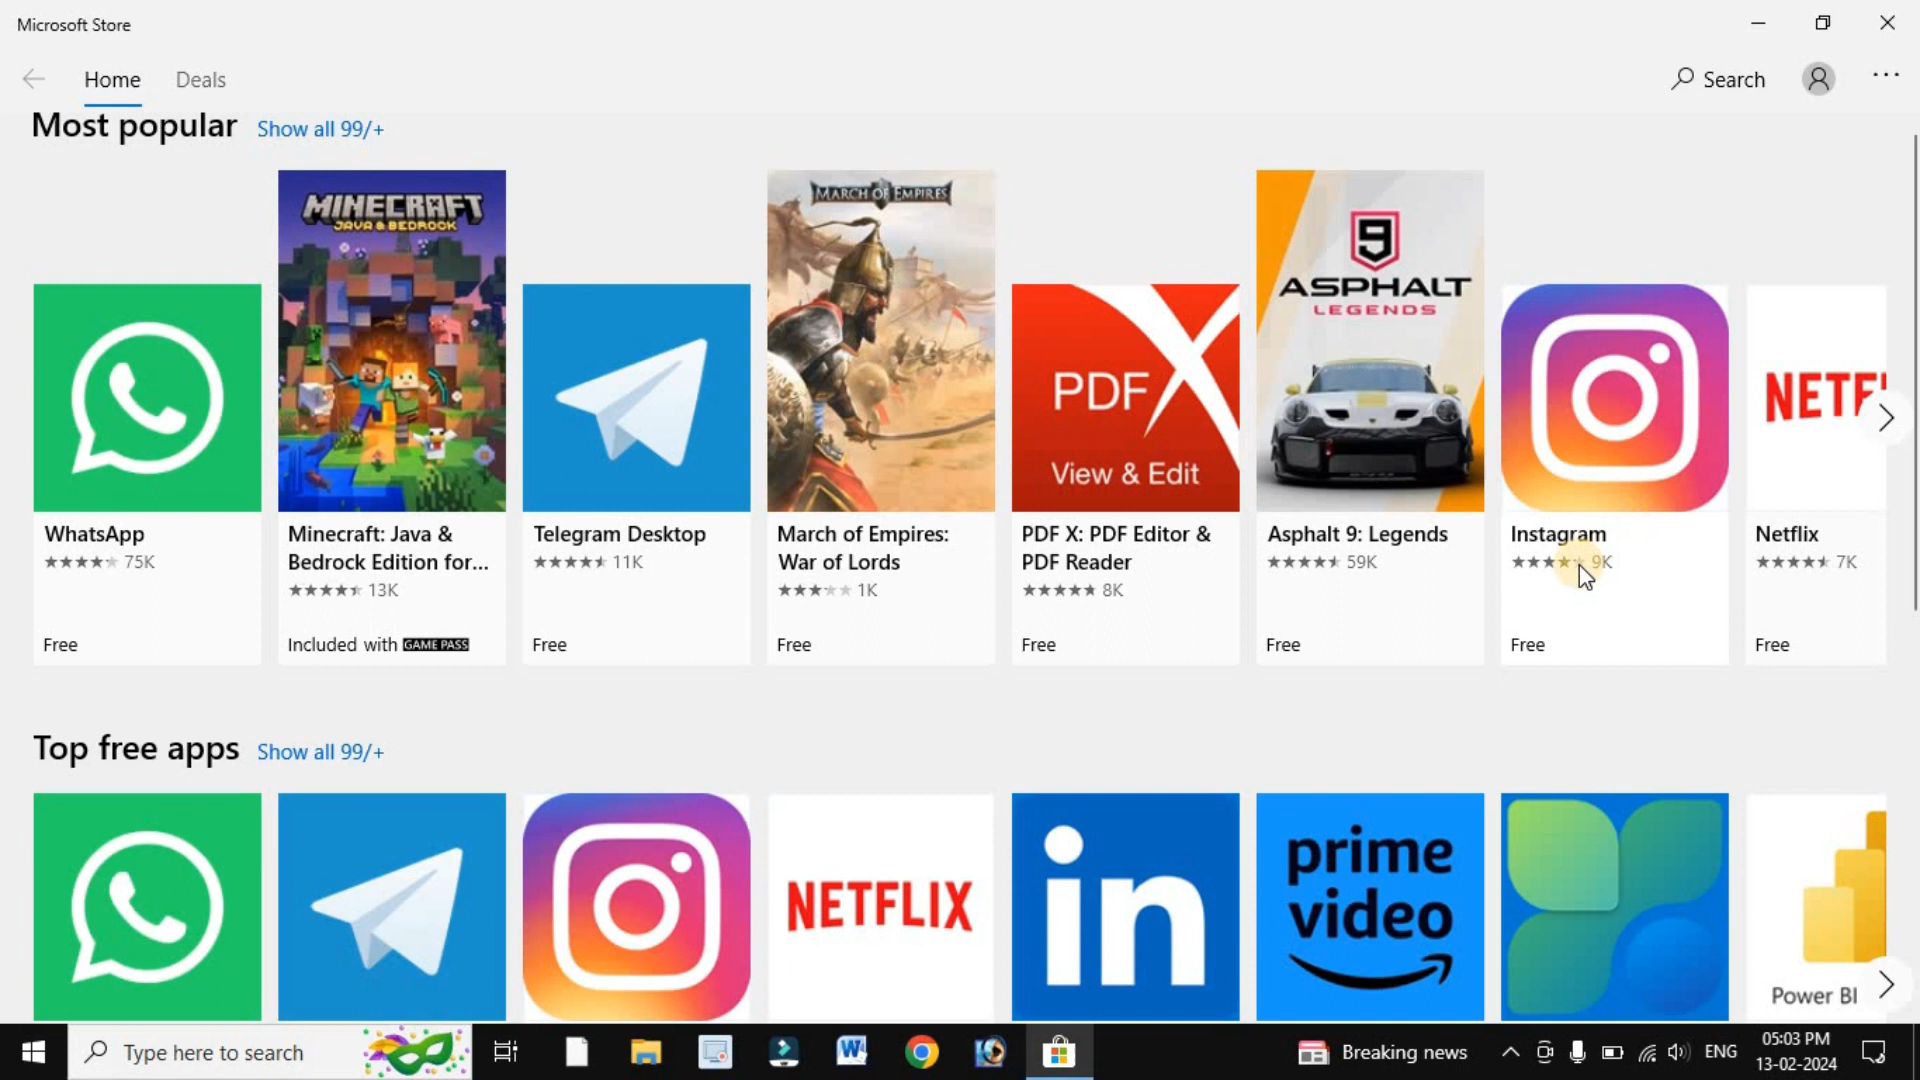 Microsoft Store
Home
Deals
Search
Most popular
Show all 99/+
MINECRAFT
JAVA & BEDROCK
MARCH OF EMPIRES
PDF
View & Edit
9
ASPHALT
LEGENDS
NETF
WhatsApp
75K
Free
Minecraft: Java &
Bedrock Edition for...
13K
Included with GAME PASS
Telegram Desktop
11K
Free
March of Empires:
War of Lords
1K
Free
PDF X: PDF Editor &
PDF Reader
8K
Free
Asphalt 9: Legends
59K
Free
Instagram
9K
Free
Netflix
7K
Free
Top free apps
Show all 99/+
NETFLIX
in
prime
video
Power BI
Type here to search
W
Breaking news
ENG
05:03 PM
13-02-2024